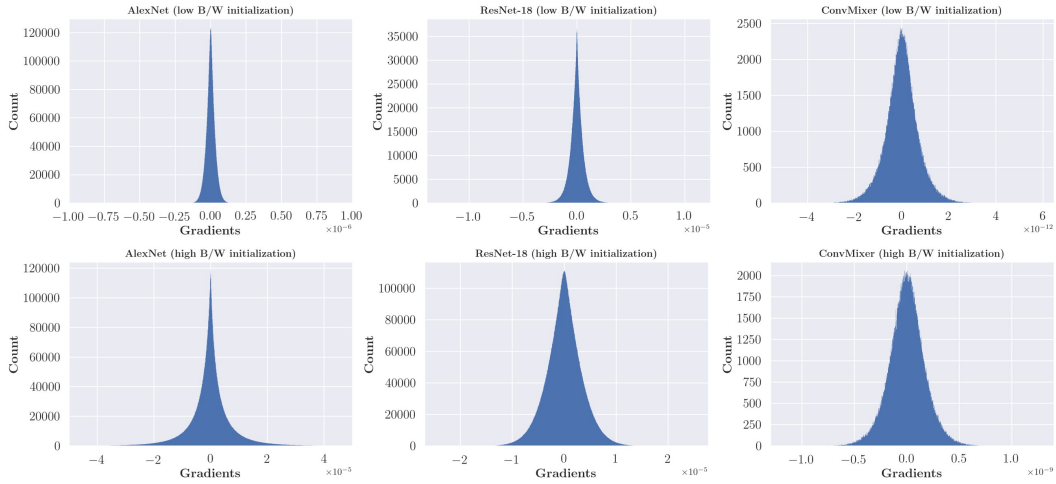 AlexNet (low B/W initialization)
120000
100000
80000
60000
40000
20000
0
Count
−1.00 −0.75 −0.50 −0.25 0.00 0.25 0.50 0.75 1.00
Gradients
×10⁻⁶
ResNet-18 (low B/W initialization)
35000
30000
25000
20000
15000
10000
5000
0
Count
−1.0 −0.5 0.0 0.5 1.0
Gradients
×10⁻⁵
ConvMixer (low B/W initialization)
2500
2000
1500
1000
500
0
Count
−4 −2 0 2 4 6
Gradients
×10⁻¹²
AlexNet (high B/W initialization)
120000
100000
80000
60000
40000
20000
0
Count
−4 −2 0 2 4
Gradients
×10⁻⁵
ResNet-18 (high B/W initialization)
100000
80000
60000
40000
20000
0
Count
−2 −1 0 1 2
Gradients
×10⁻⁵
ConvMixer (high B/W initialization)
2000
1750
1500
1250
1000
750
500
250
0
Count
−1.0 −0.5 0.0 0.5 1.0
Gradients
×10⁻⁹